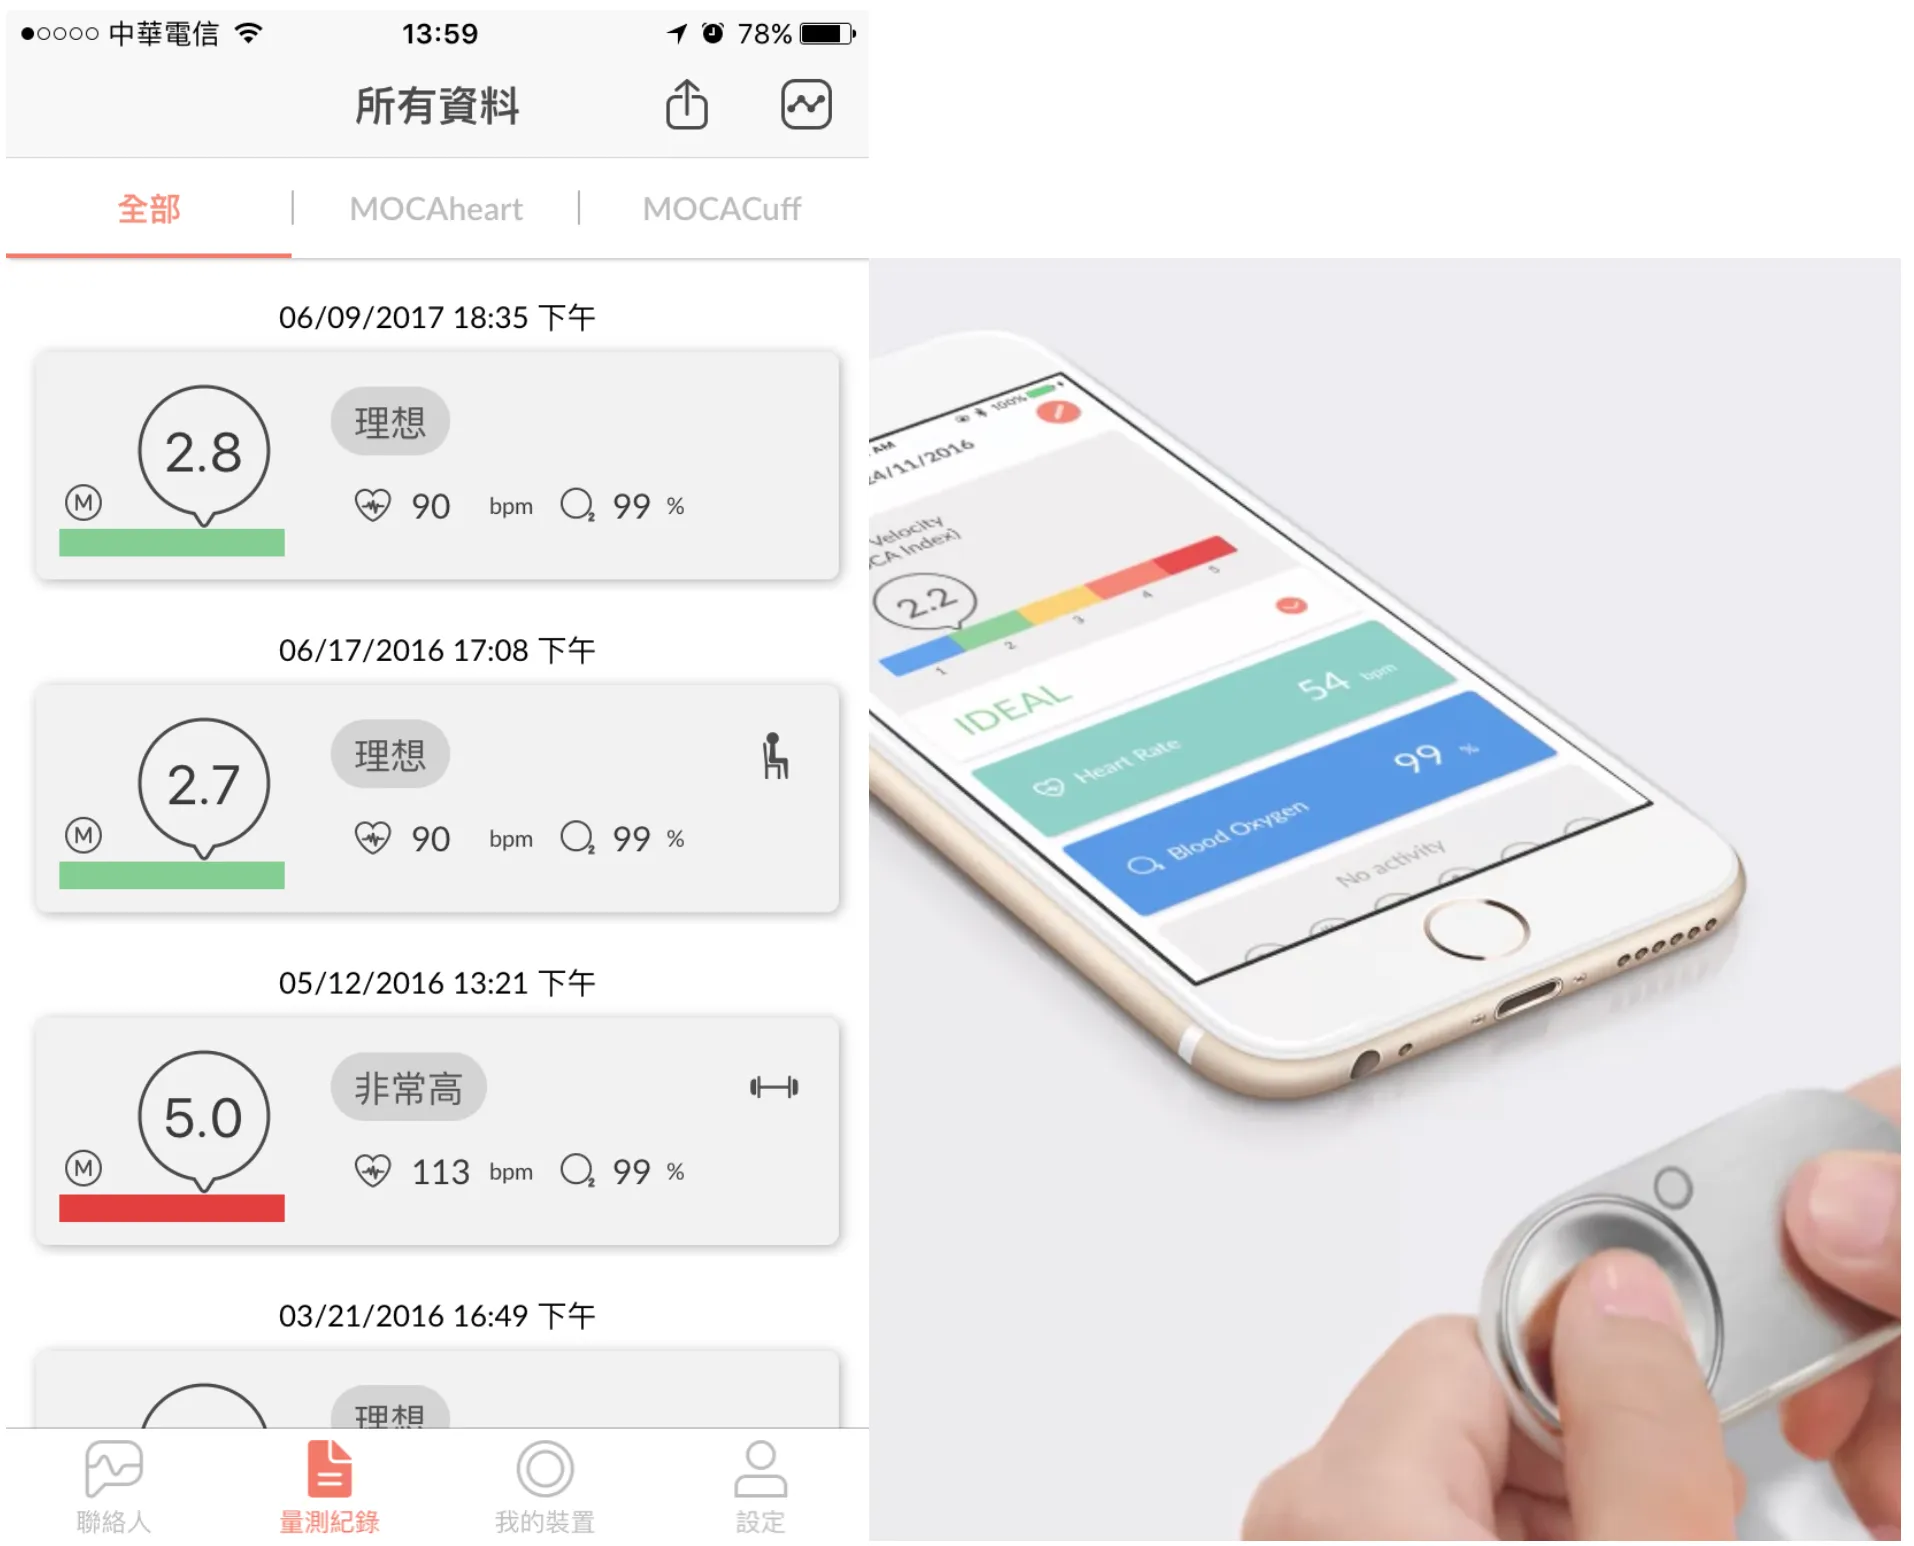 中華電信 13:59 78%
所有資料
全部 MOCAheart MOCACuff
06/09/2017 18:35 下午
2.8 理想
M 90 bpm O2 99 %
06/17/2016 17:08 下午
2.7 理想
M 90 bpm O2 99 %
05/12/2016 13:21 下午
5.0 非常高
M 113 bpm O2 99 %
03/21/2016 16:49 下午
理想
聯絡人 量測紀錄 我的裝置 設定
AM 100%
24/11/2016
Velocity
CA Index)
2.2
1 2 3 4 5
IDEAL
Heart Rate 54 bpm
Blood Oxygen 99 %
No activity